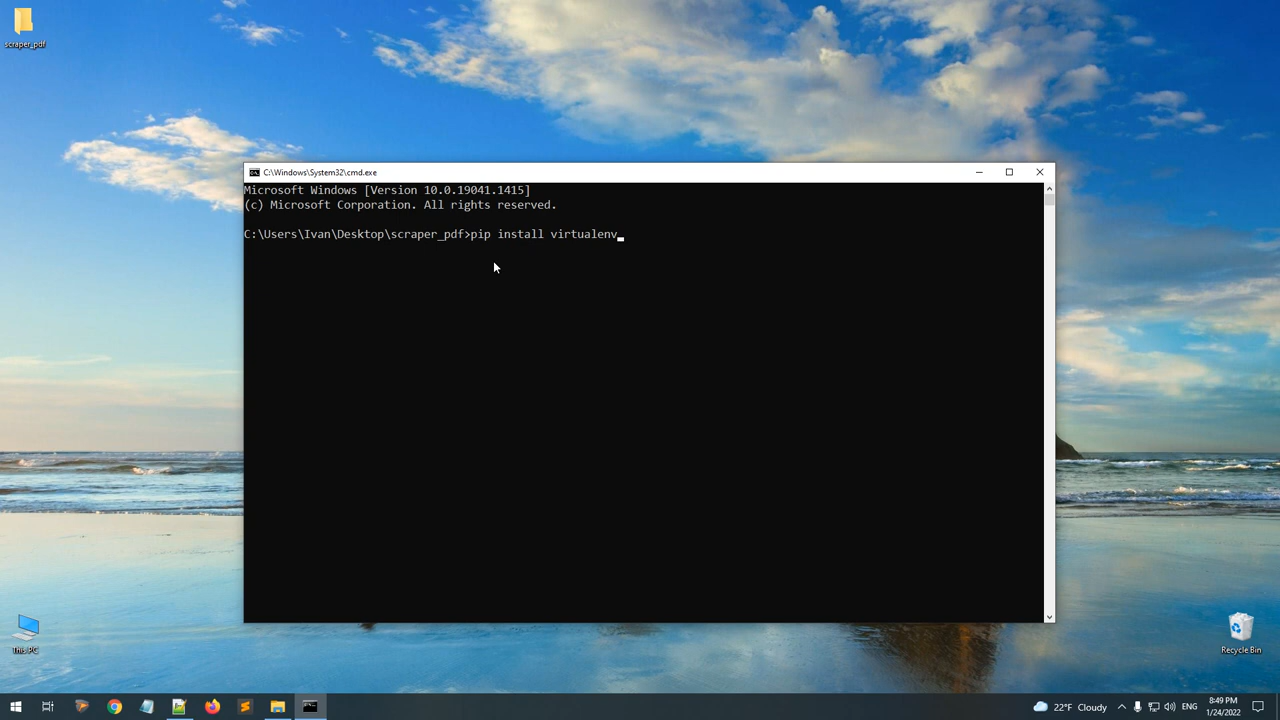 scraper_pdf
C:\Windows\System32\cmd.exe
Microsoft Windows [Version 10.0.19041.1415]
(c) Microsoft Corporation. All rights reserved.
C:\Users\Ivan\Desktop\scraper_pdf>pip install virtualenv_
This PC
Recycle Bin
22°F Cloudy
ENG
8:49 PM
1/24/2022